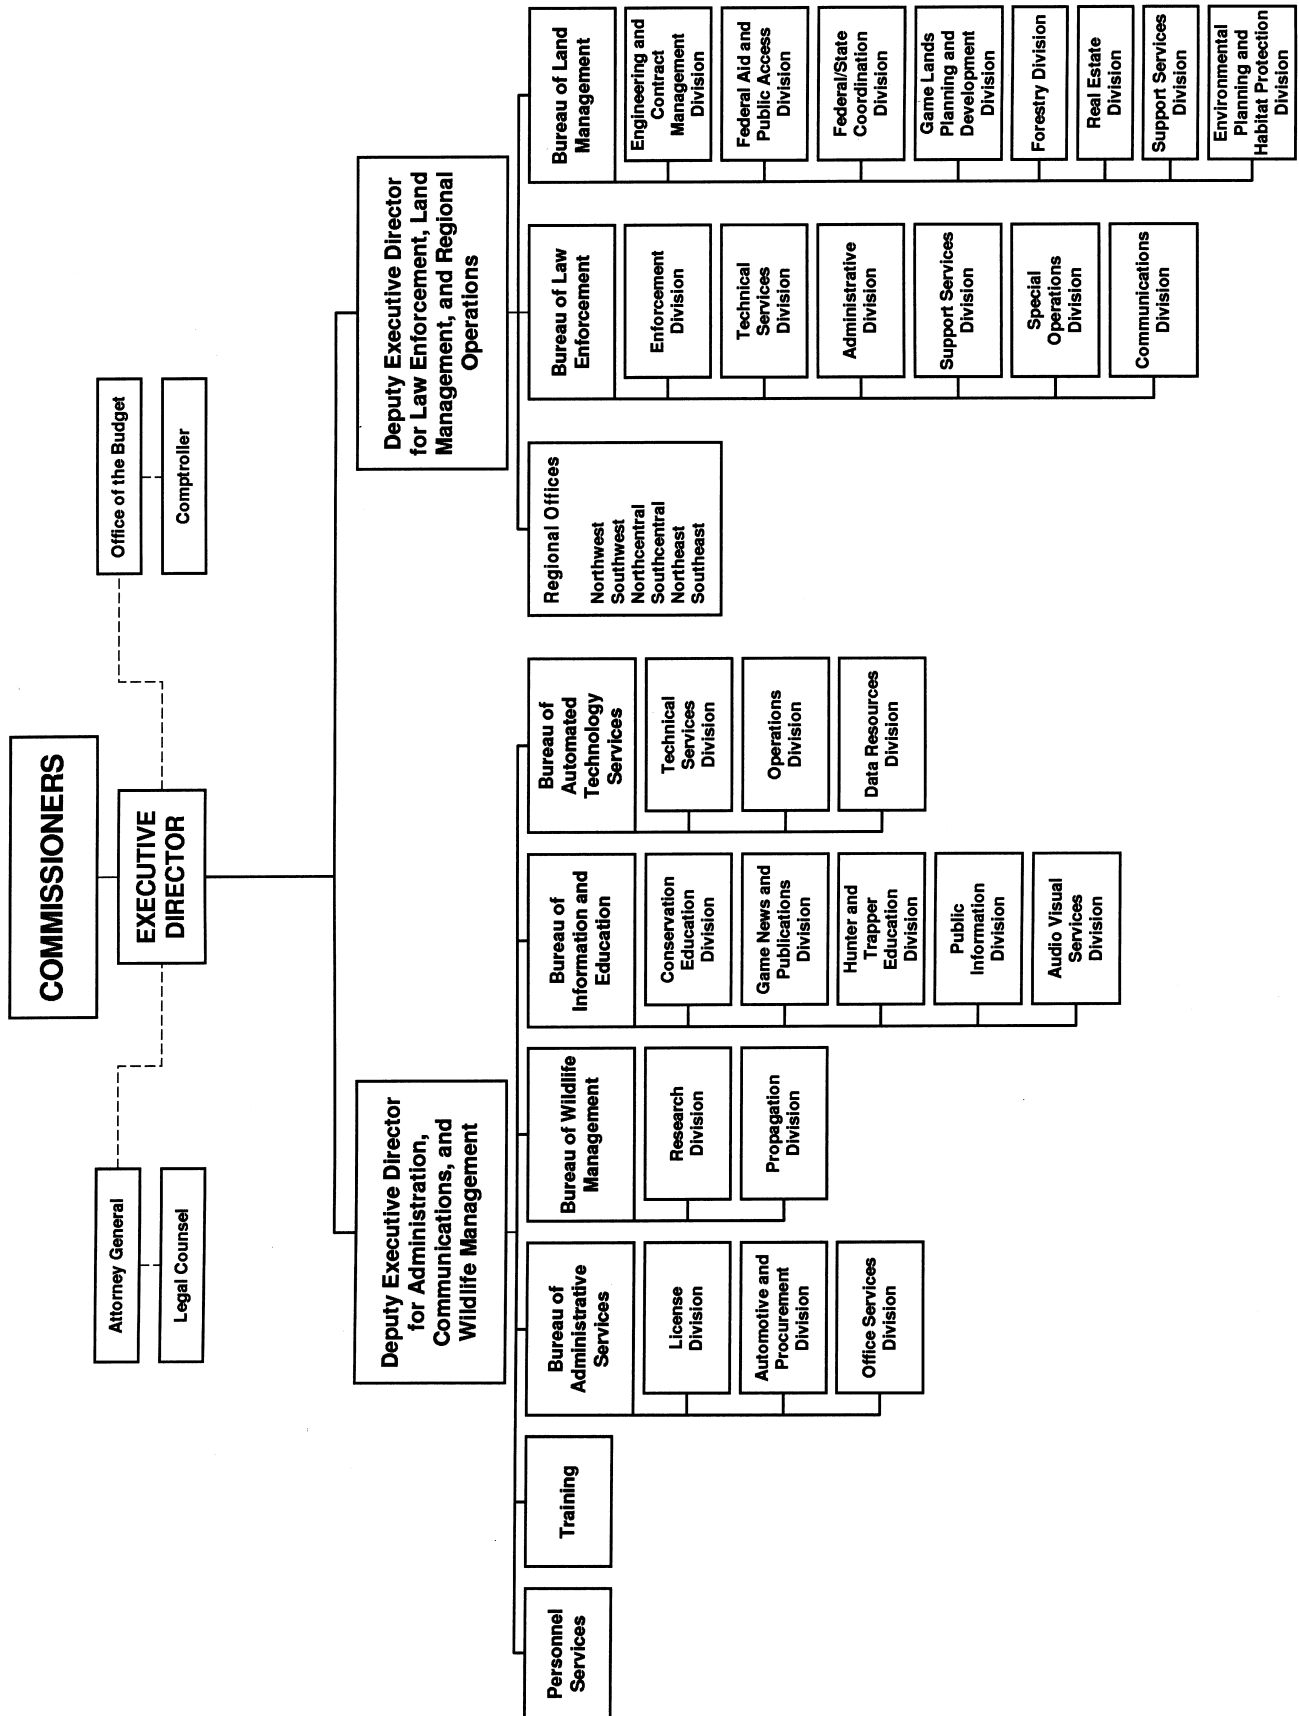 COMMISSIONERS
EXECUTIVE
DIRECTOR
Attorney General
Legal Counsel
Office of the Budget
Comptroller
Deputy Executive Director
for Administration,
Communications, and
Wildlife Management
Deputy Executive Director
for Law Enforcement, Land
Management, and Regional
Operations
Personnel
Services
Training
Bureau of
Administrative
Services
License
Division
Automotive and
Procurement
Division
Office Services
Division
Bureau of Wildlife
Management
Research
Division
Propagation
Division
Bureau of
Information and
Education
Conservation
Education
Division
Game News and
Publications
Division
Hunter and
Trapper
Education
Division
Public
Information
Division
Audio Visual
Services
Division
Bureau of
Automated
Technology
Services
Technical
Services
Division
Operations
Division
Data Resources
Division
Regional Offices
Northwest
Southwest
Northcentral
Southcentral
Northeast
Southeast
Bureau of Law
Enforcement
Enforcement
Division
Technical
Services
Division
Administrative
Division
Support Services
Division
Special
Operations
Division
Communications
Division
Bureau of Land
Management
Engineering and
Contract
Management
Division
Federal Aid and
Public Access
Division
Federal/State
Coordination
Division
Game Lands
Planning and
Development
Division
Forestry Division
Real Estate
Division
Support Services
Division
Environmental
Planning and
Habitat Protection
Division